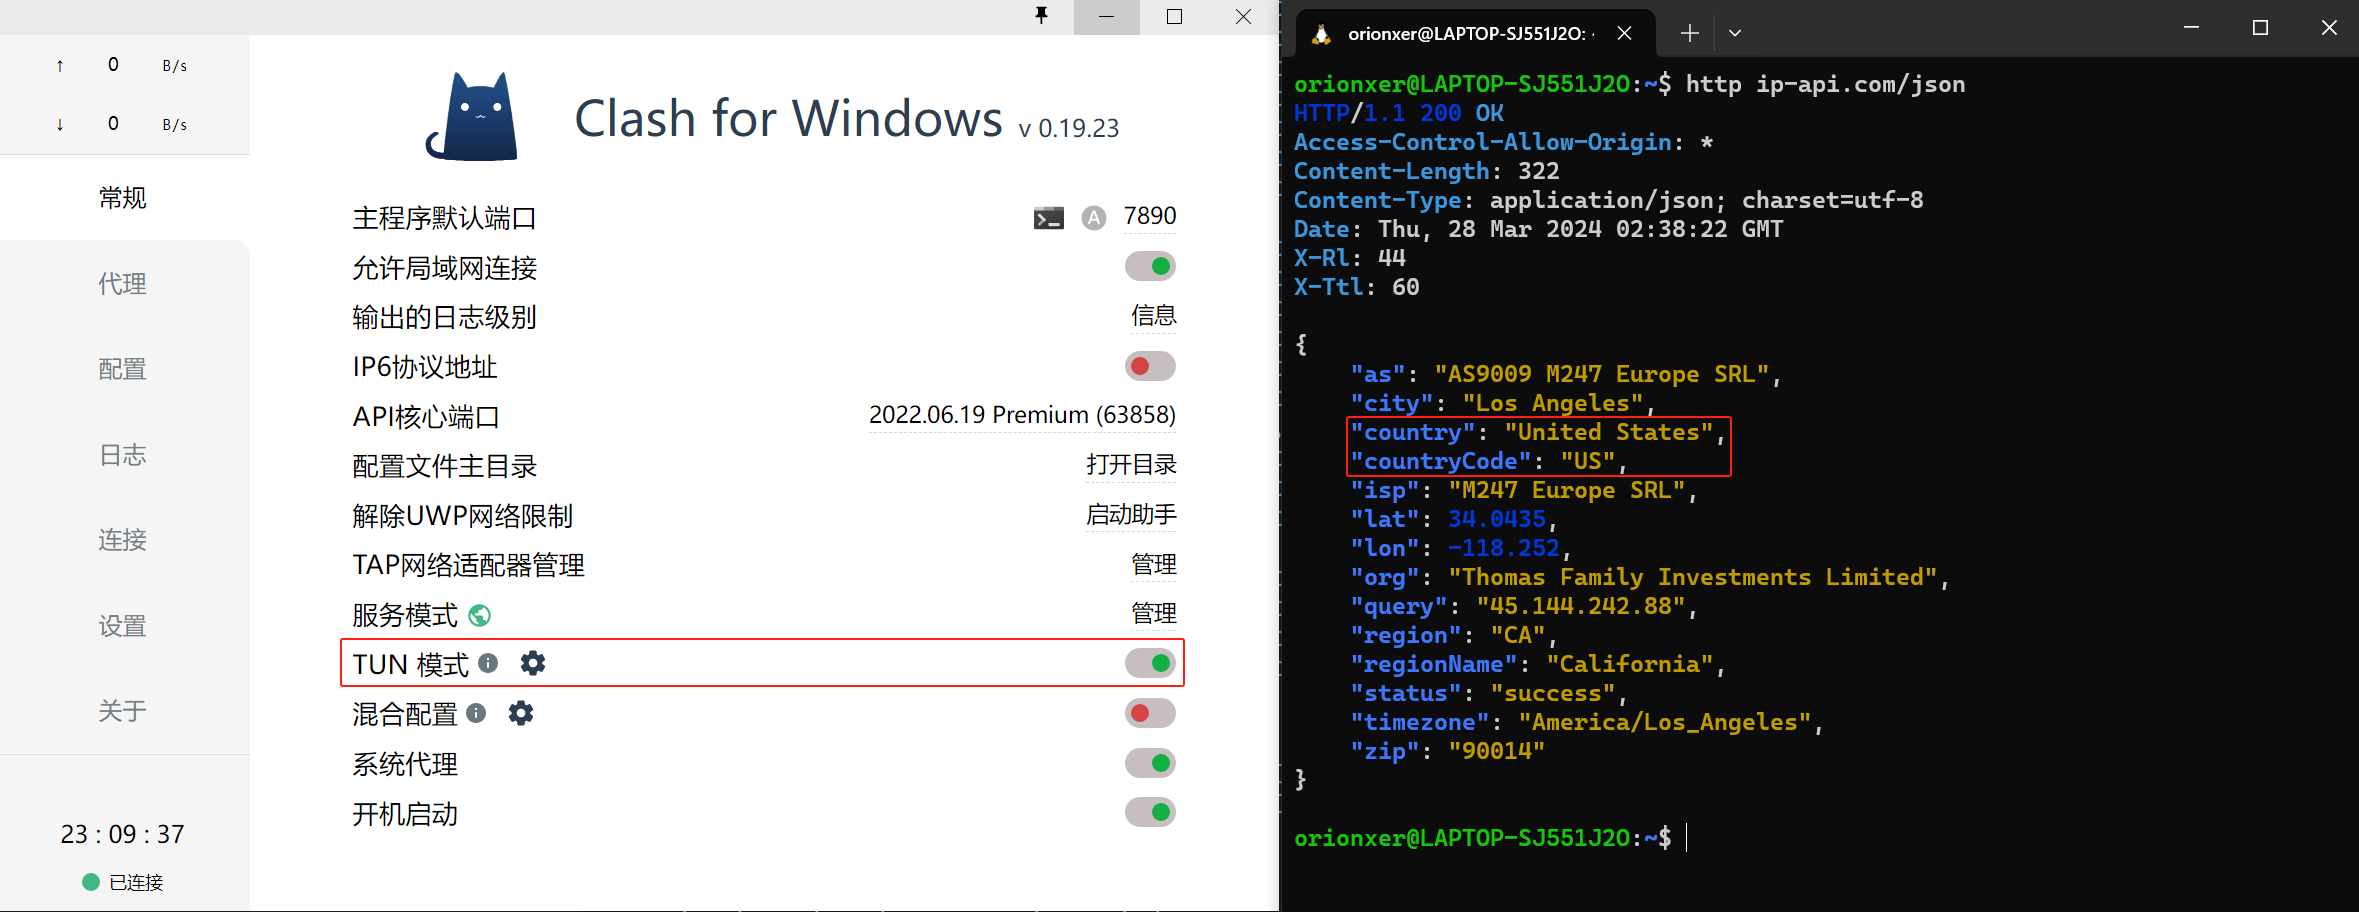 ↑ 0 B/s
↓ 0 B/s
常规
代理
配置
日志
连接
设置
关于
23 : 09 : 37
已连接
Clash for Windows v 0.19.23
主程序默认端口 A 7890
允许局域网连接
输出的日志级别 信息
IP6协议地址
API核心端口 2022.06.19 Premium (63858)
配置文件主目录 打开目录
解除UWP网络限制 启动助手
TAP网络适配器管理 管理
服务模式 管理
TUN 模式
混合配置
系统代理
开机启动
orionxer@LAPTOP-SJ551J2O: ·
orionxer@LAPTOP-SJ551J2O:~$ http ip-api.com/json
HTTP/1.1 200 OK
Access-Control-Allow-Origin: *
Content-Length: 322
Content-Type: application/json; charset=utf-8
Date: Thu, 28 Mar 2024 02:38:22 GMT
X-Rl: 44
X-Ttl: 60
{
"as": "AS9009 M247 Europe SRL",
"city": "Los Angeles",
"country": "United States",
"countryCode": "US",
"isp": "M247 Europe SRL",
"lat": 34.0435,
"lon": -118.252,
"org": "Thomas Family Investments Limited",
"query": "45.144.242.88",
"region": "CA",
"regionName": "California",
"status": "success",
"timezone": "America/Los_Angeles",
"zip": "90014"
}
orionxer@LAPTOP-SJ551J2O:~$